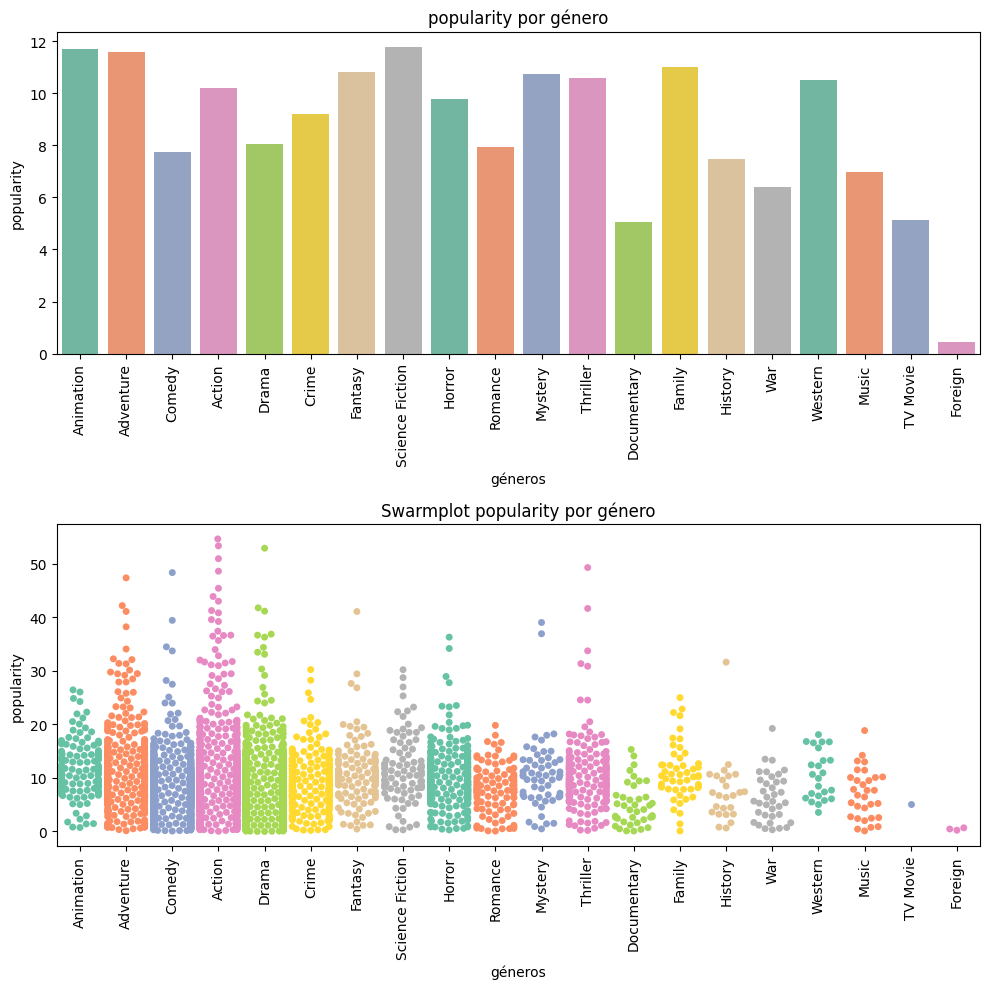 popularity por género
12
10
8
6
4
2
0
popularity
Animation
Adventure
Comedy
Action
Drama
Crime
Fantasy
Science Fiction
Horror
Romance
Mystery
Thriller
Documentary
Family
History
War
Western
Music
TV Movie
Foreign
géneros
Swarmplot popularity por género
50
40
30
20
10
0
popularity
Animation
Adventure
Comedy
Action
Drama
Crime
Fantasy
Science Fiction
Horror
Romance
Mystery
Thriller
Documentary
Family
History
War
Western
Music
TV Movie
Foreign
géneros